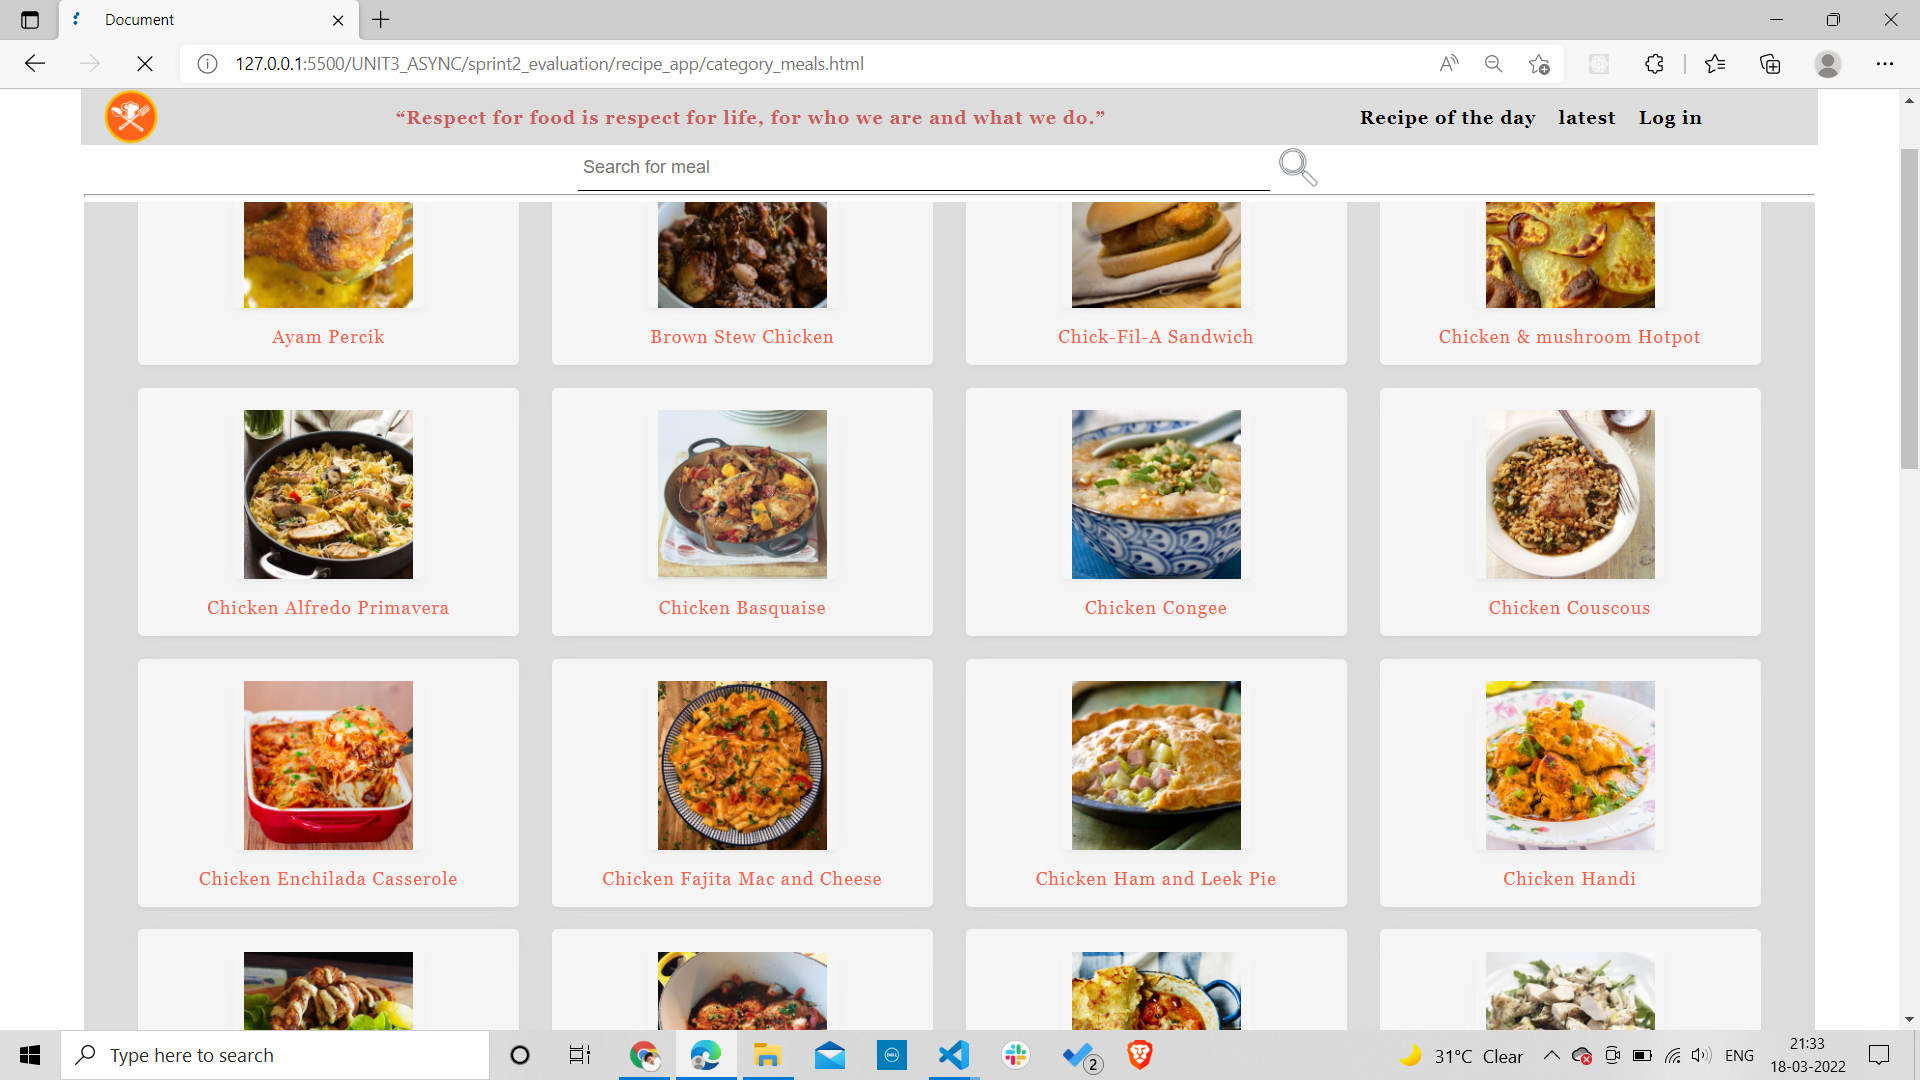 Document
127.0.0.1:5500/UNIT3_ASYNC/sprint2_evaluation/recipe_app/category_meals.html
“Respect for food is respect for life, for who we are and what we do.” Recipe of the day latest Log in
Search for meal
Ayam Percik Brown Stew Chicken Chick-Fil-A Sandwich Chicken & mushroom Hotpot
Chicken Alfredo Primavera Chicken Basquaise Chicken Congee Chicken Couscous
Chicken Enchilada Casserole Chicken Fajita Mac and Cheese Chicken Ham and Leek Pie Chicken Handi
Type here to search 2 31°C Clear ENG 21:33
18-03-2022